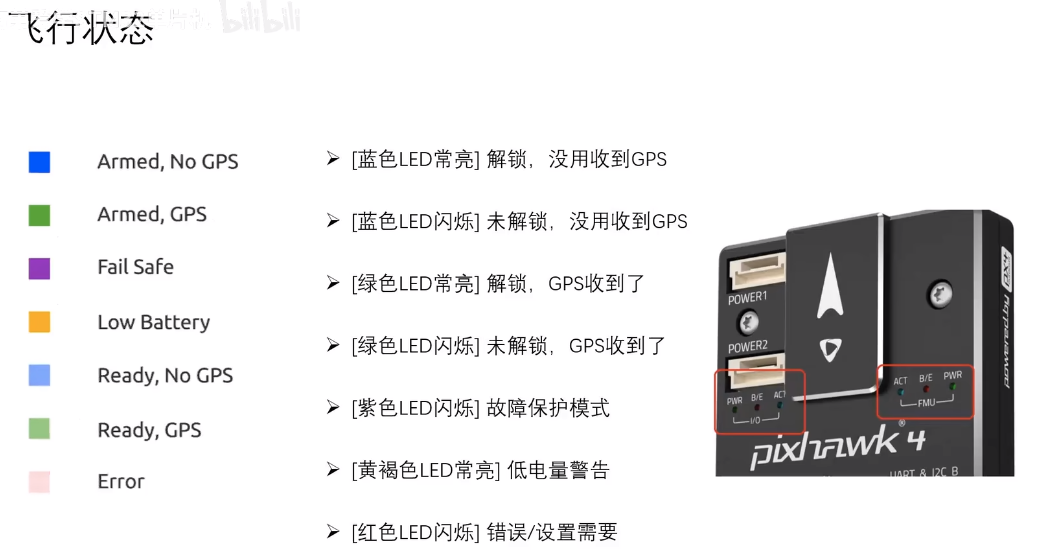 飞行状态
bilibili
Armed, No GPS
Armed, GPS
Fail Safe
Low Battery
Ready, No GPS
Ready, GPS
Error
➢ [蓝色LED常亮] 解锁，没用收到GPS
➢ [蓝色LED闪烁] 未解锁，没用收到GPS
➢ [绿色LED常亮] 解锁，GPS收到了
➢ [绿色LED闪烁] 未解锁，GPS收到了
➢ [紫色LED闪烁] 故障保护模式
➢ [黄褐色LED常亮] 低电量警告
➢ [红色LED闪烁] 错误/设置需要
POWER1
POWER2
PWR B/E ACT
I/O
ACT B/E PWR
FMU
pixhawk 4
®
UART & I2C B
px4
powered by